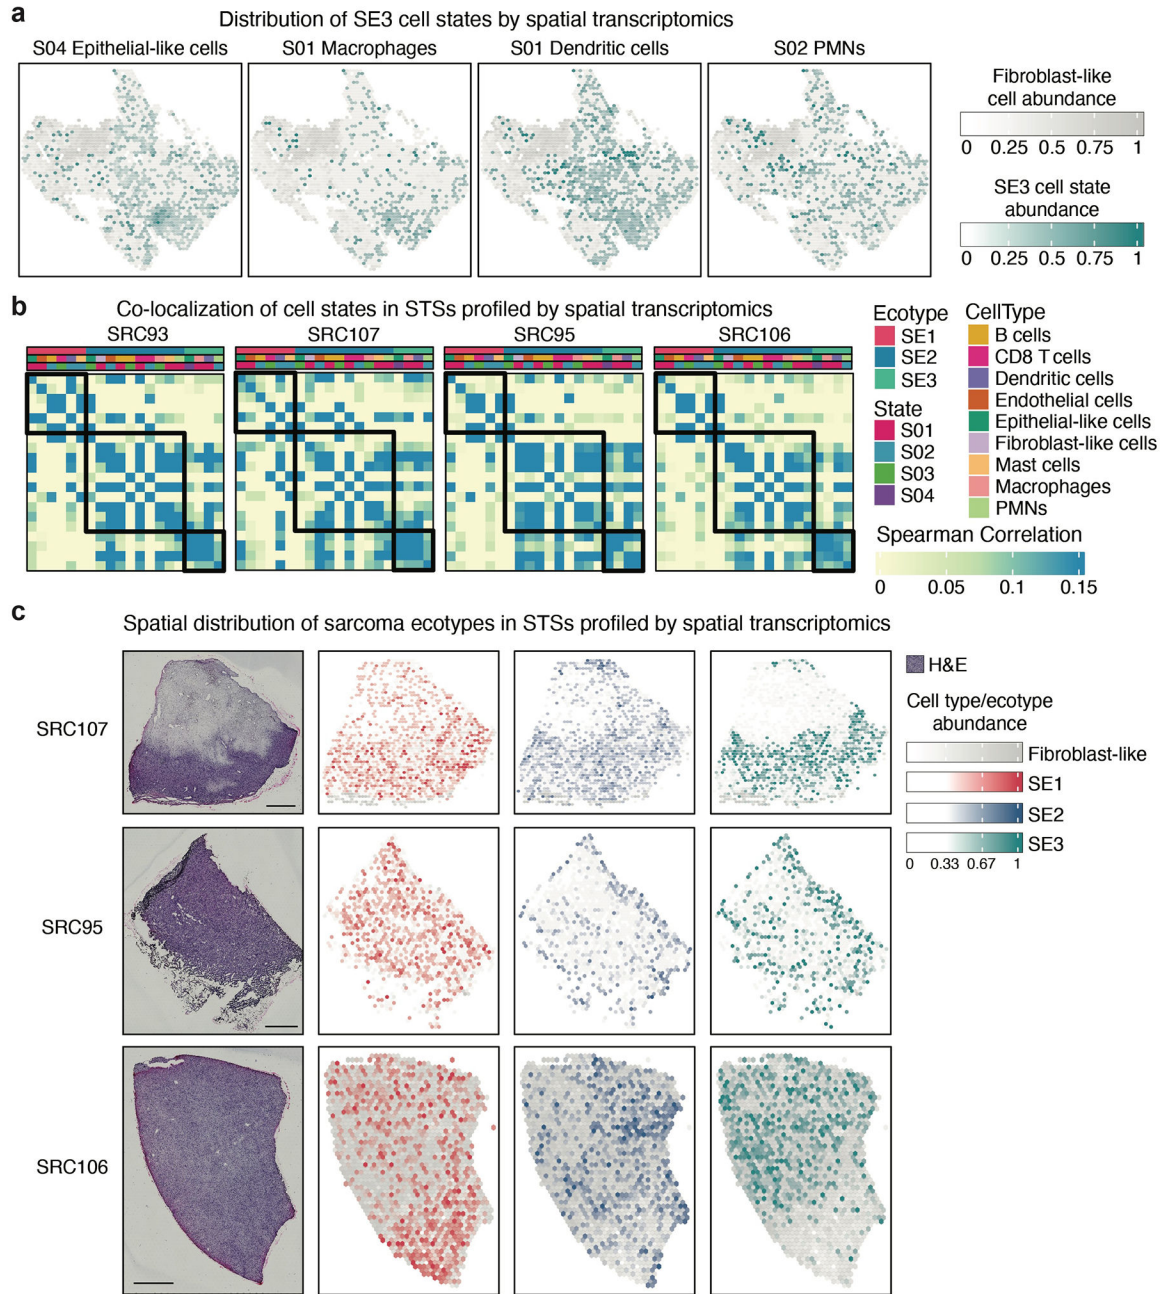 a
Distribution of SE3 cell states by spatial transcriptomics
S04 Epithelial-like cells
S01 Macrophages
S01 Dendritic cells
S02 PMNs
Fibroblast-like
cell abundance
0 0.25 0.5 0.75 1
SE3 cell state
abundance
0 0.25 0.5 0.75 1
b
Co-localization of cell states in STSs profiled by spatial transcriptomics
SRC93
SRC107
SRC95
SRC106
Ecotype
SE1
SE2
SE3
State
S01
S02
S03
S04
CellType
B cells
CD8 T cells
Dendritic cells
Endothelial cells
Epithelial-like cells
Fibroblast-like cells
Mast cells
Macrophages
PMNs
Spearman Correlation
0 0.05 0.1 0.15
c
Spatial distribution of sarcoma ecotypes in STSs profiled by spatial transcriptomics
SRC107
SRC95
SRC106
H&E
Cell type/ecotype
abundance
Fibroblast-like
SE1
SE2
SE3
0 0.33 0.67 1